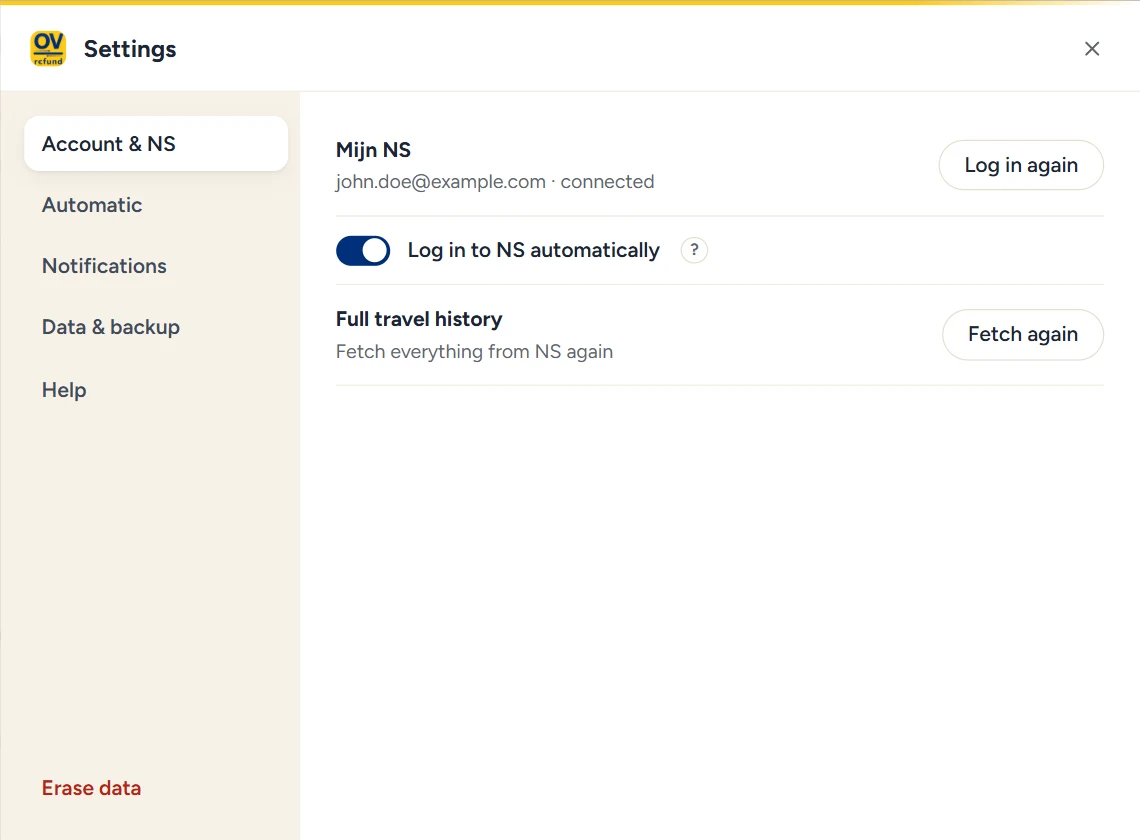 OV
refund
Settings
Account & NS
Automatic
Notifications
Data & backup
Help
Erase data
Mijn NS
john.doe@example.com · connected
Log in again
Log in to NS automatically
?
Full travel history
Fetch everything from NS again
Fetch again